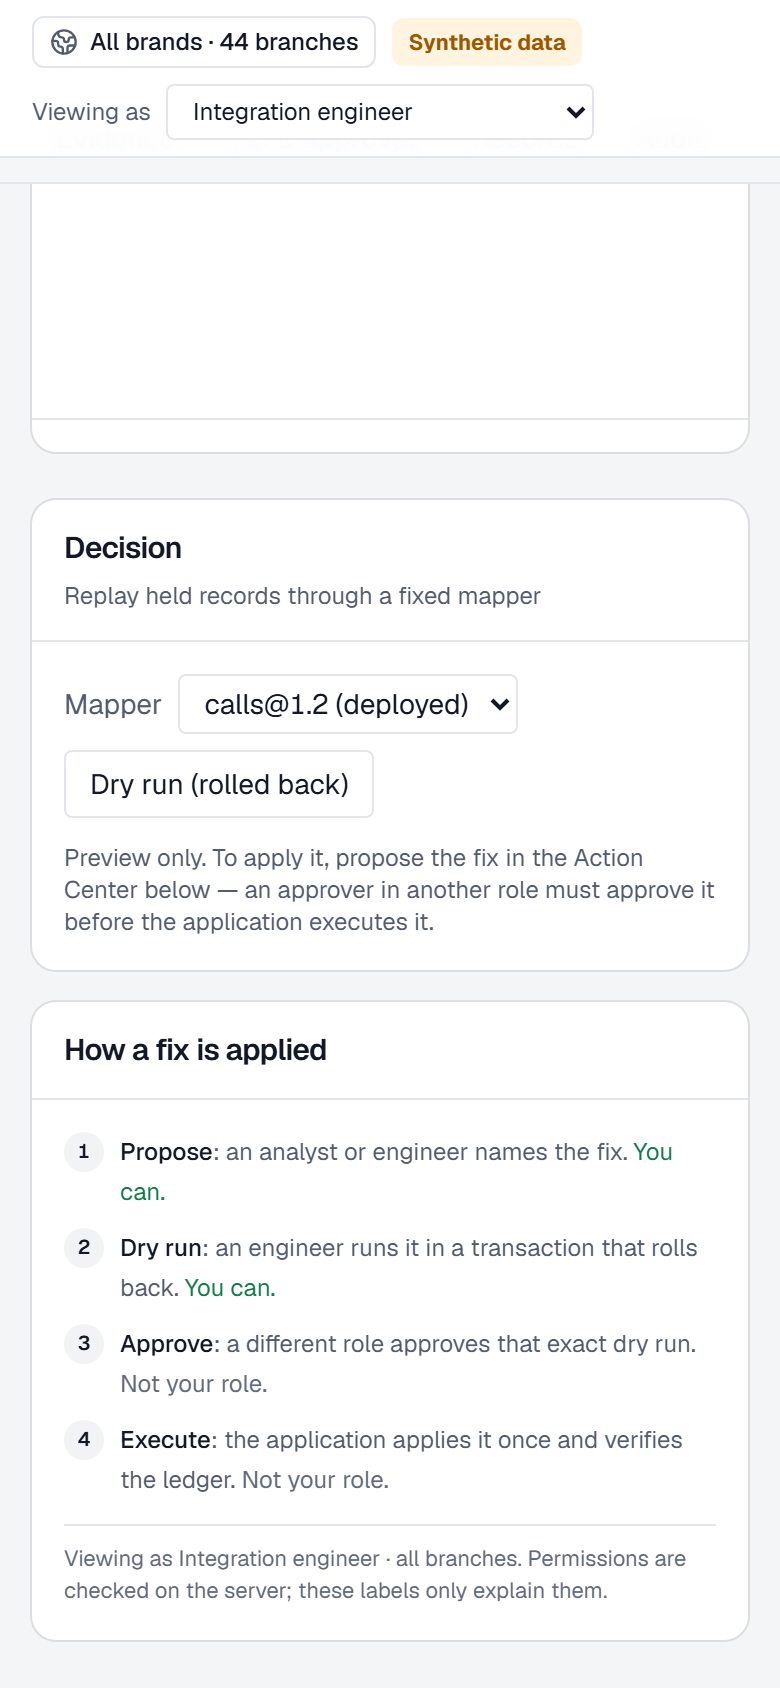 All brands · 44 branches
Synthetic data
Viewing as
Integration engineer
Decision
Replay held records through a fixed mapper
Mapper
calls@1.2 (deployed)
Dry run (rolled back)
Preview only. To apply it, propose the fix in the Action
Center below — an approver in another role must approve it
before the application executes it.
How a fix is applied
1 Propose: an analyst or engineer names the fix. You
can.
2 Dry run: an engineer runs it in a transaction that rolls
back. You can.
3 Approve: a different role approves that exact dry run.
Not your role.
4 Execute: the application applies it once and verifies
the ledger. Not your role.
Viewing as Integration engineer · all branches. Permissions are
checked on the server; these labels only explain them.